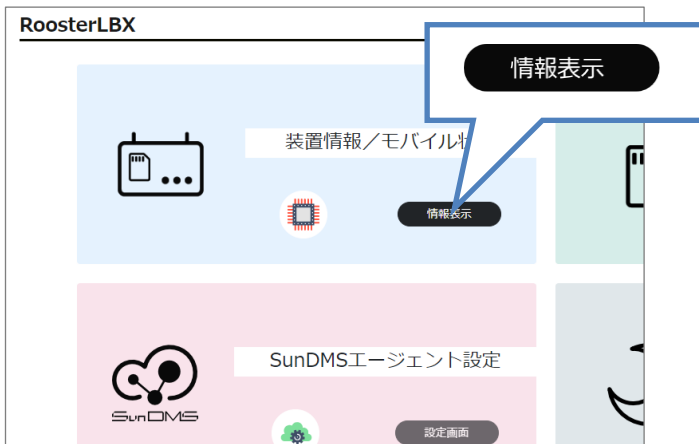 RoosterLBX
情報表示
装置情報／モバイル状
情報表示
SunDMSエージェント設定
SunDMS
設定画面